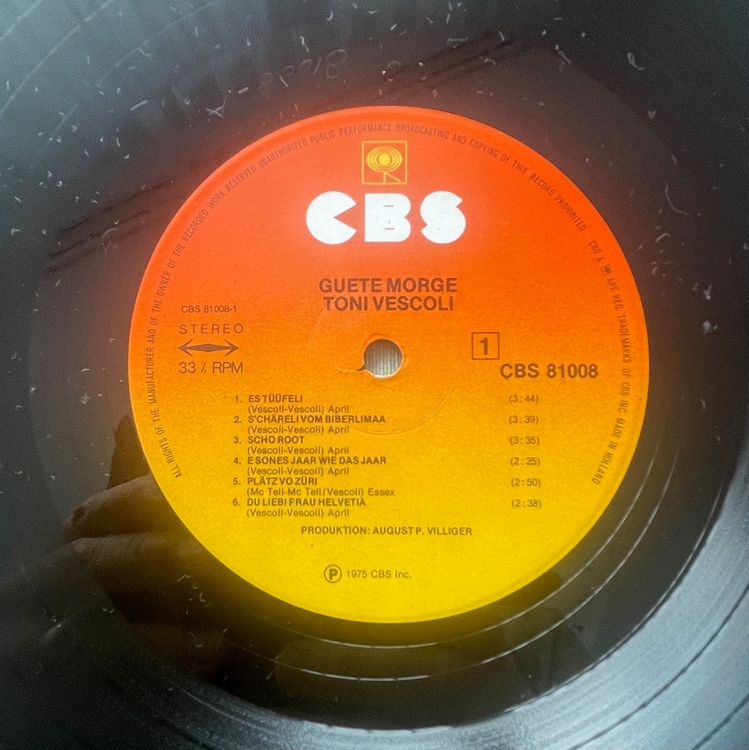 ALL RIGHTS OF THE MANUFACTURER AND OF THE OWNER OF THE RECORDED WORK RESERVED. UNAUTHORIZED PUBLIC PERFORMANCE BROADCASTING AND COPYING OF THIS RECORD PROHIBITED
CBS & ARE REG. TRADEMARKS OF CBS INC. MADE IN HOLLAND
CBS
GUETE MORGE
TONI VESCOLI
CBS 81008-1
STEREO
33⅓ RPM
1
CBS 81008
1. ES TÜÜFELI (3:44)
(Vescoli-Vescoli) April
2. S'CHÄRELI VOM BIBERLIMAA (3:39)
(Vescoli-Vescoli) April
3. SCHO ROOT (3:35)
(Vescoli-Vescoli) April
4. E SONES JAAR WIE DAS JAAR (2:25)
(Vescoli-Vescoli) April
5. PLÄTZ VO ZÜRI (2:50)
(Mc Tell-Mc Tell/Vescoli) Essex
6. DU LIEBI FRAU HELVETIA (2:38)
(Vescoli-Vescoli) April
PRODUKTION: AUGUST P. VILLIGER
℗ 1975 CBS Inc.